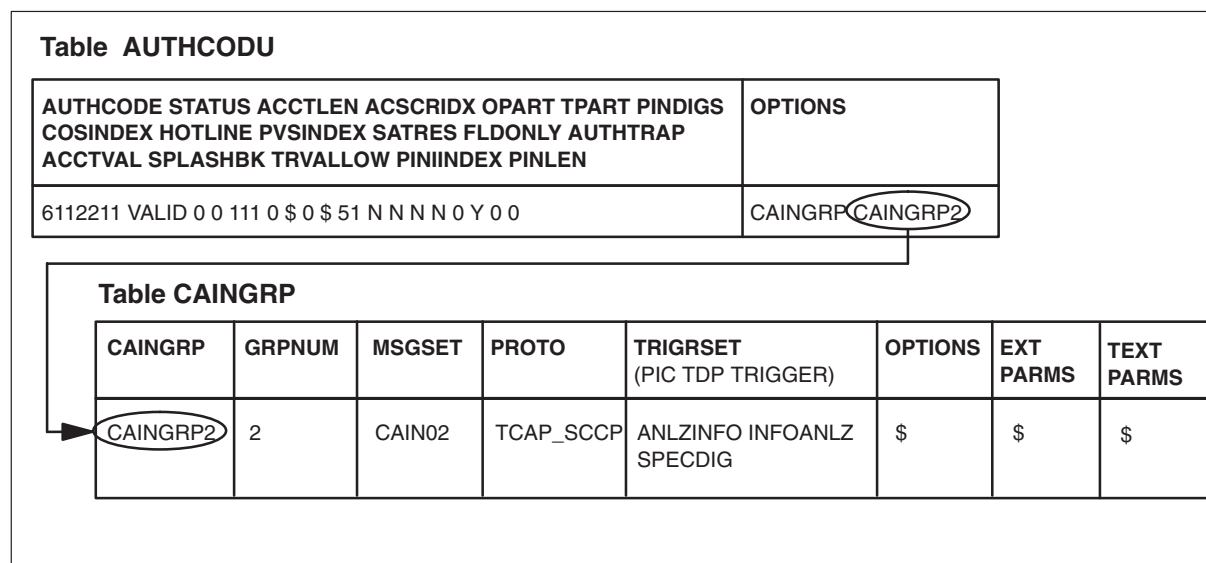 Table AUTHCODU
AUTHCODE STATUS ACCTLEN ACSCRIDX OPART TPART PINDIGS
COSINDEX HOTLINE PVSINDEX SATRES FLDONLY AUTHTRAP
ACCTVAL SPLASHBK TRVALLOW PINIINDEX PINLEN
OPTIONS
6112211 VALID 0 0 111 0 $ 0 $ 51 N N N N 0 Y 0 0
CAINGRP CAINGRP2
Table CAINGRP
CAINGRP
GRPNUM
MSGSET
PROTO
TRIGRSET
(PIC TDP TRIGGER)
OPTIONS
EXT
PARMS
TEXT
PARMS
CAINGRP2
2
CAIN02
TCAP_SCCP
ANLZINFO INFOANLZ
SPECDIG
$
$
$